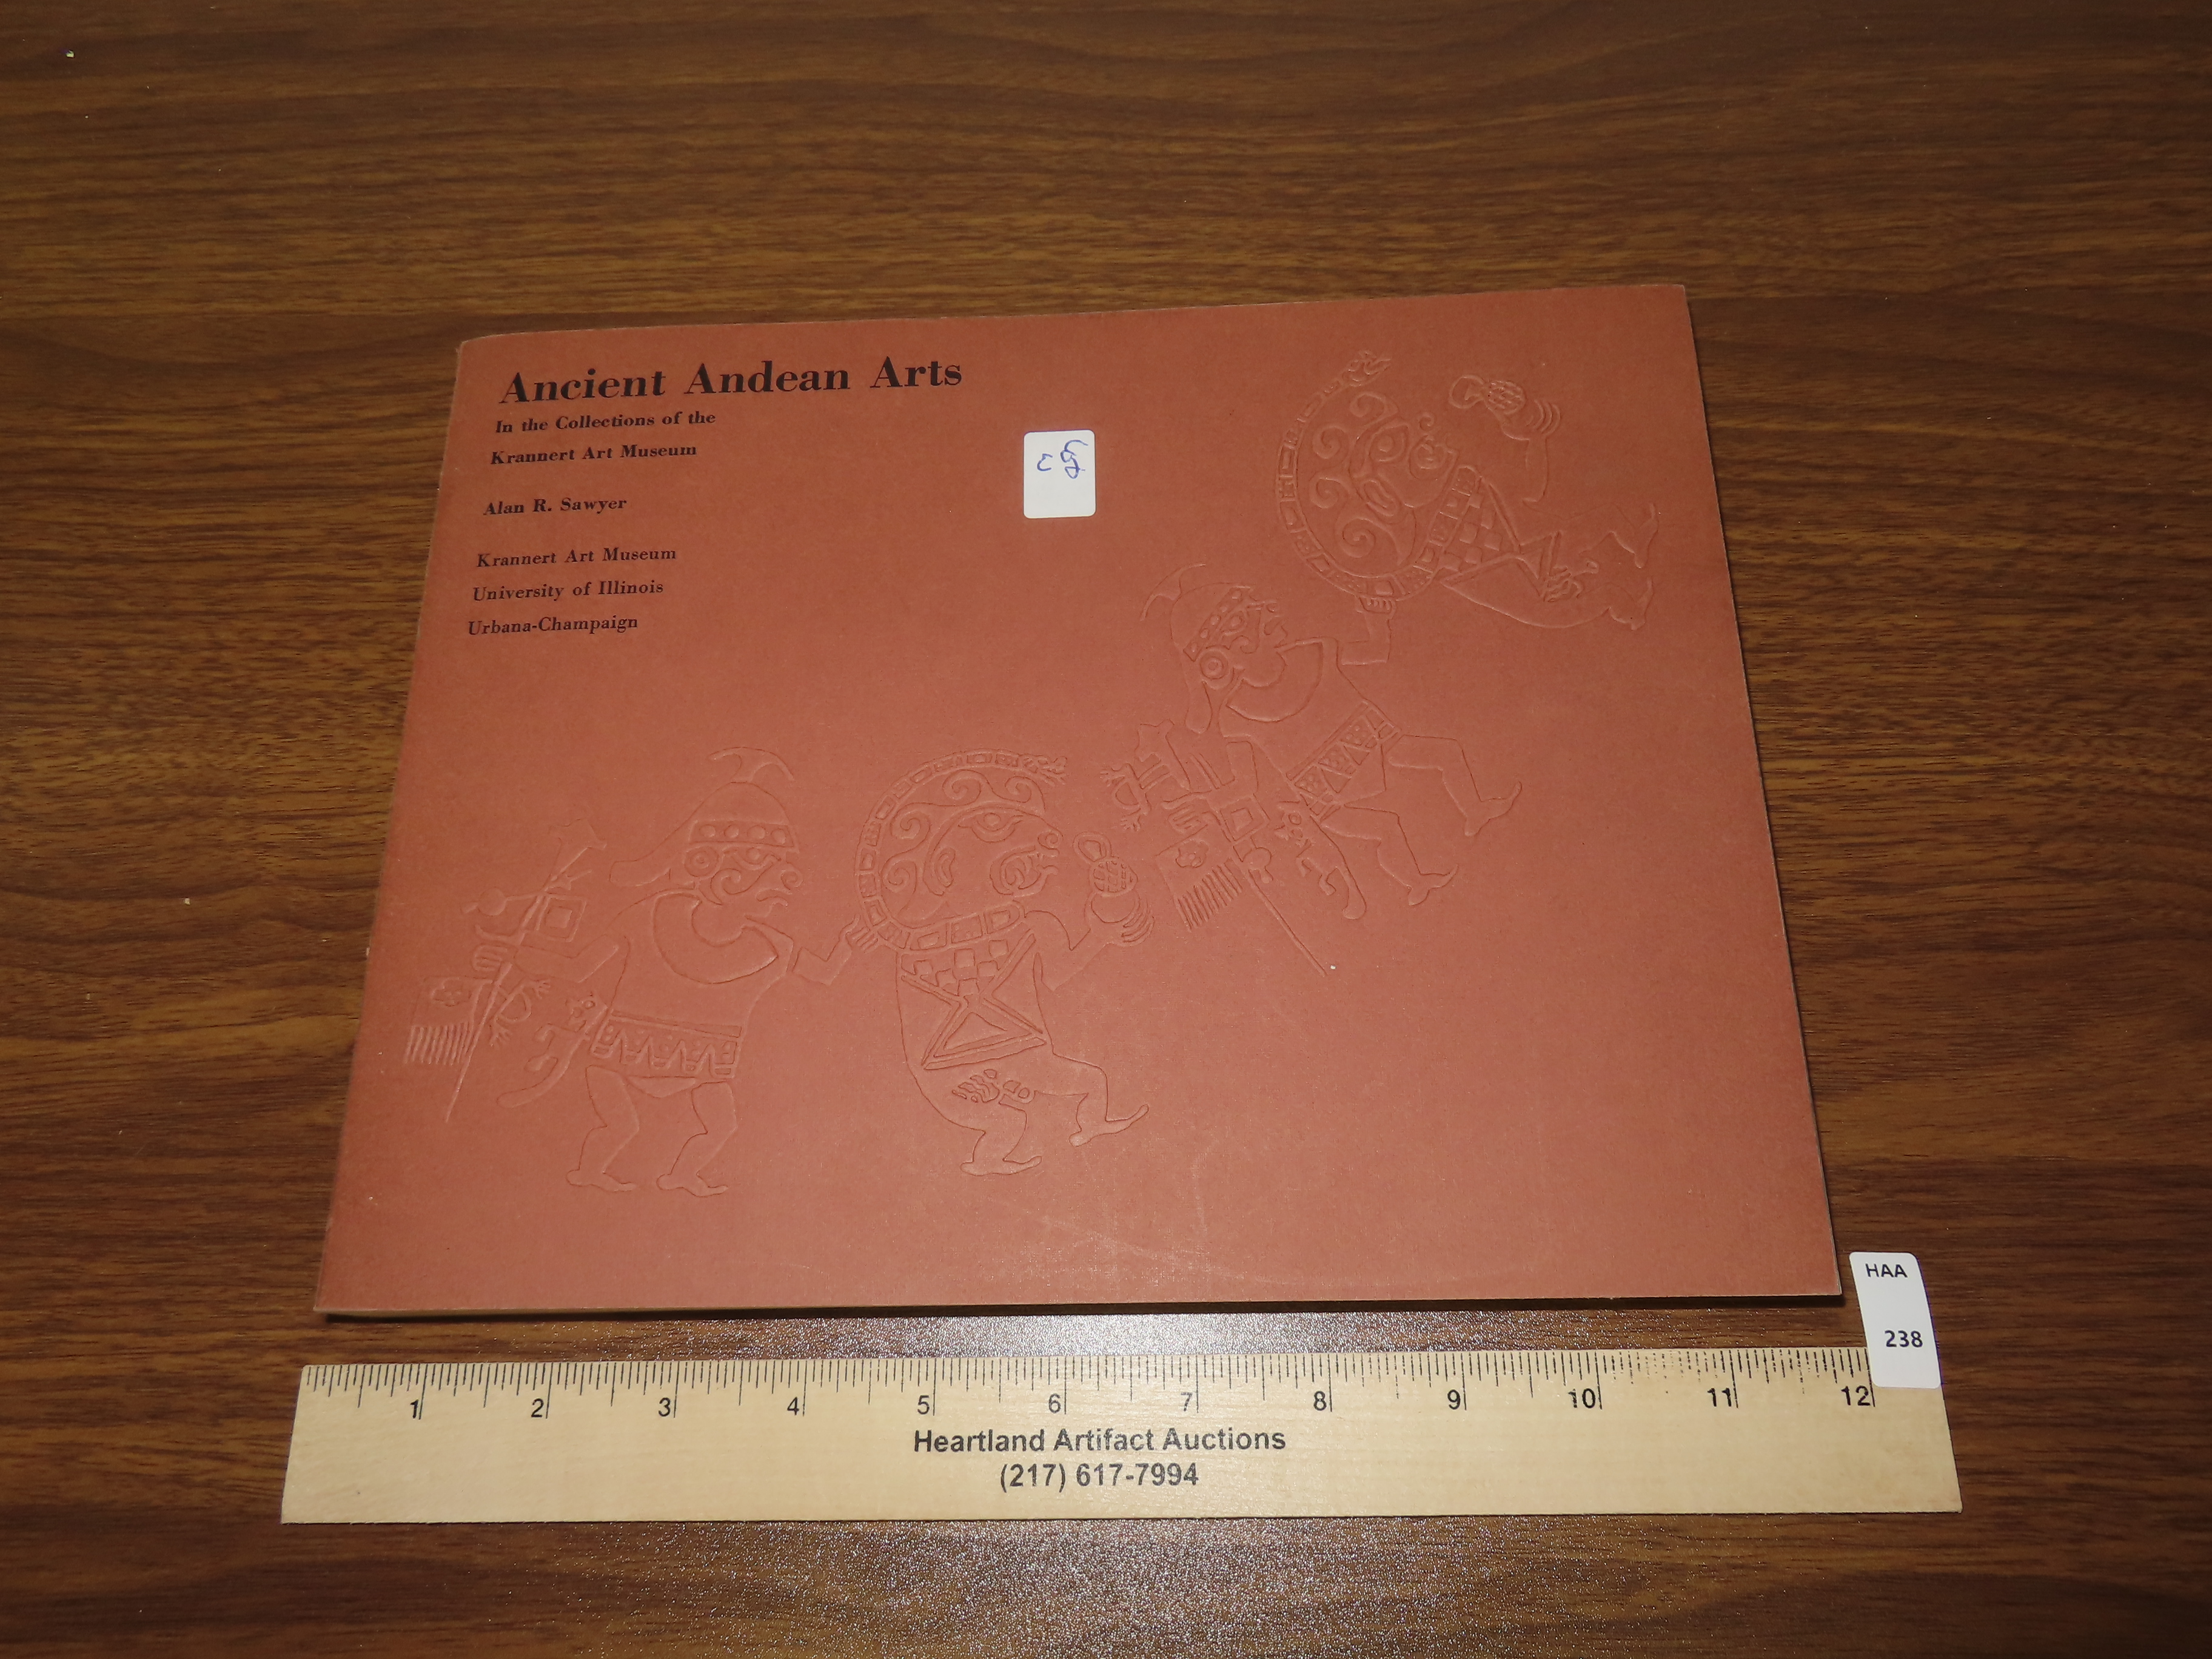 Ancient Andean Arts
In the Collections of the
Krannert Art Museum
Alan R. Sawyer
Krannert Art Museum
University of Illinois
Urbana-Champaign
HAA
238
1 2 3 4 5 6 7 8 9 10 11 12
Heartland Artifact Auctions
(217) 617-7994